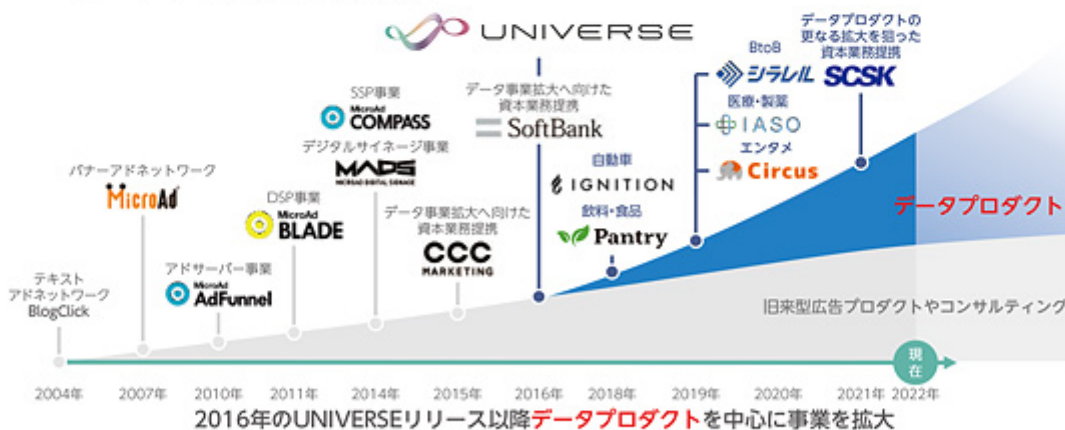 UNIVERSE
データプロダクトの
更なる拡大を狙った
資本業務提携
SCSK
BtoB
シラレル
医療・製薬
IASO
エンタメ
Circus
データ事業拡大へ向けた
資本業務提携
SoftBank
SSP事業
MicroAd
COMPASS
デジタルサイネージ事業
MADS
MICROAD DIGITAL SIGNAGE
自動車
IGNITION
飲料・食品
Pantry
バナーアドネットワーク
MicroAd
DSP事業
MicroAd
BLADE
データ事業拡大へ向けた
資本業務提携
CCC
MARKETING
データプロダクト
テキスト
アドネットワーク
BlogClick
アドサーバー事業
MicroAd
AdFunnel
旧来型広告プロダクトやコンサルティング
現在
2004年 2007年 2010年 2011年 2014年 2015年 2016年 2018年 2019年 2020年 2021年 2022年
2016年のUNIVERSEリリース以降データプロダクトを中心に事業を拡大